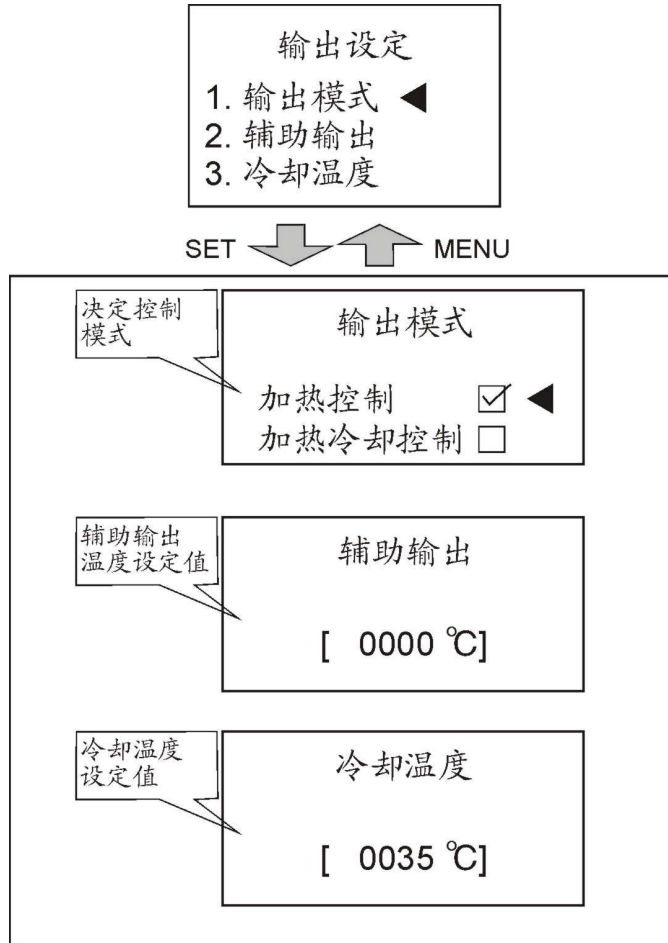 输出设定
1. 输出模式 ◀
2. 辅助输出
3. 冷却温度
SET
MENU
决定控制
模式
输出模式
加热控制 ☑ ◀
加热冷却控制 ☐
辅助输出
温度设定值
辅助输出
[ 0000 ℃]
冷却温度
设定值
冷却温度
[ 0035 ℃]